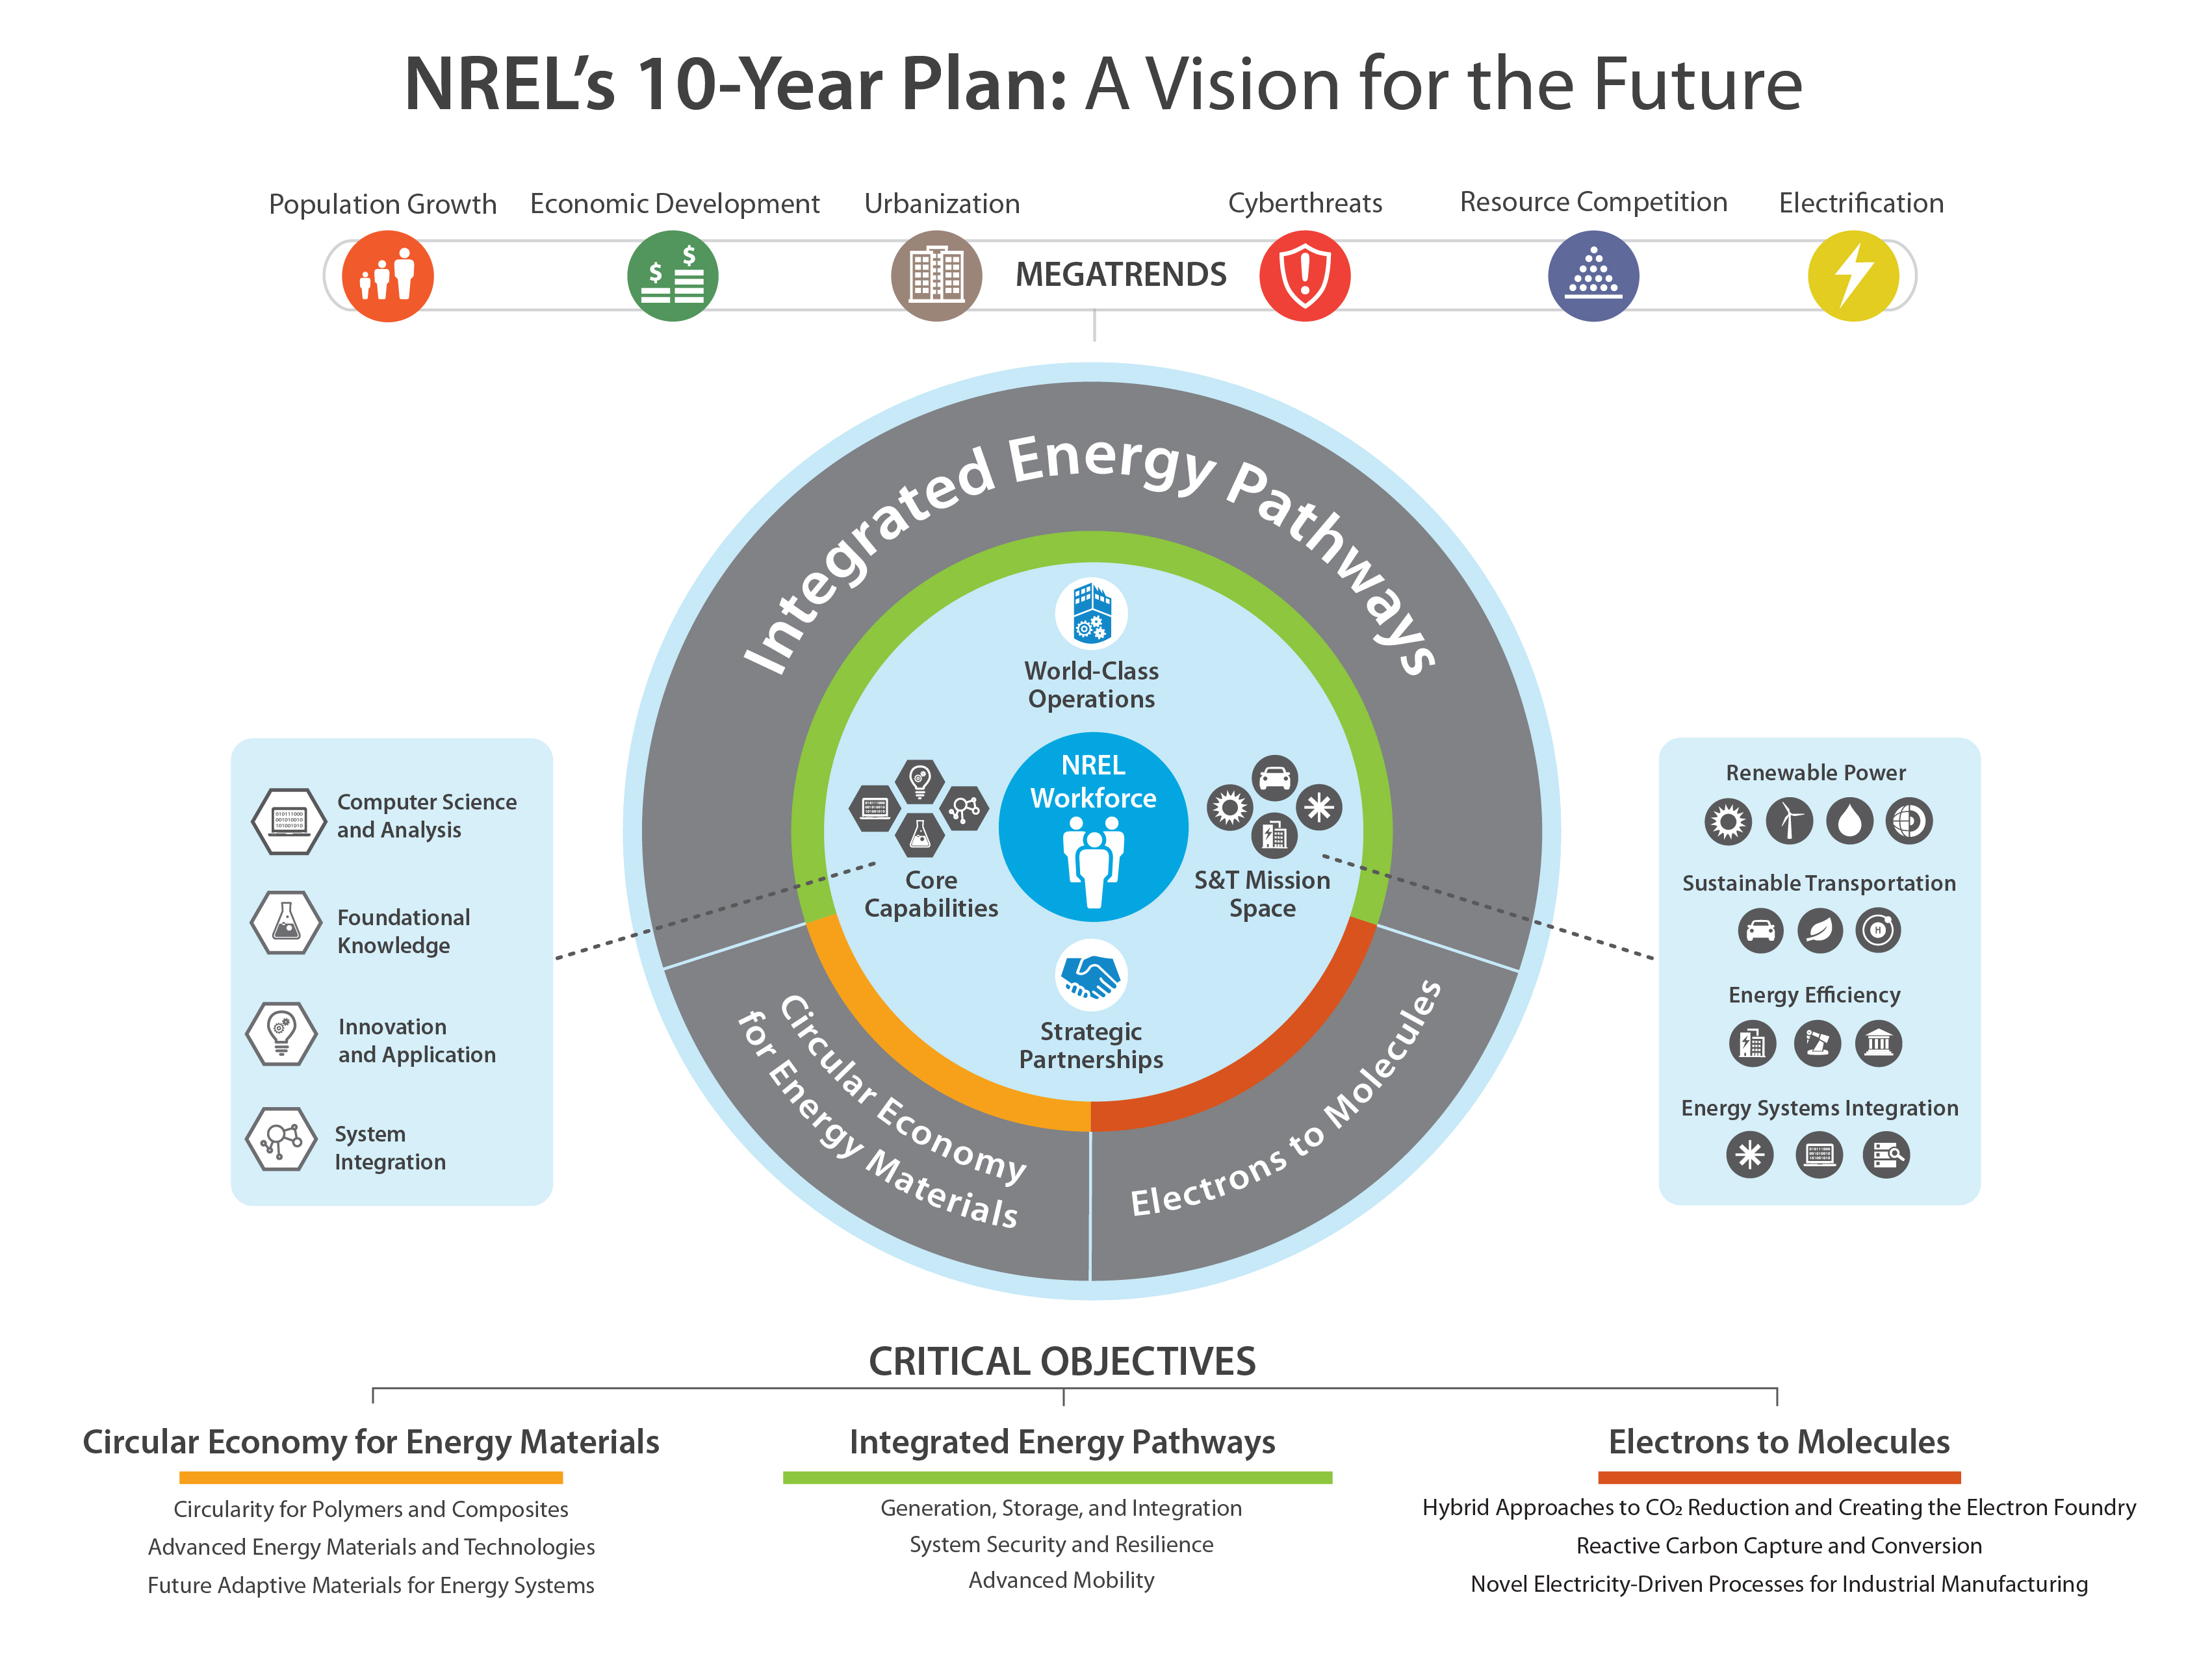 NREL's 10-Year Plan: A Vision for the Future
Population Growth
Economic Development
Urbanization
Cyberthreats
Resource Competition
Electrification
MEGATRENDS
Integrated Energy Pathways
World-Class
Operations
NREL
Workforce
Core
Capabilities
S&T Mission
Space
Strategic
Partnerships
Circular Economy
for Energy Materials
Electrons to Molecules
Computer Science
and Analysis
Foundational
Knowledge
Innovation
and Application
System
Integration
Renewable Power
Sustainable Transportation
H
Energy Efficiency
Energy Systems Integration
CRITICAL OBJECTIVES
Circular Economy for Energy Materials
Circularity for Polymers and Composites
Advanced Energy Materials and Technologies
Future Adaptive Materials for Energy Systems
Integrated Energy Pathways
Generation, Storage, and Integration
System Security and Resilience
Advanced Mobility
Electrons to Molecules
Hybrid Approaches to CO₂ Reduction and Creating the Electron Foundry
Reactive Carbon Capture and Conversion
Novel Electricity-Driven Processes for Industrial Manufacturing